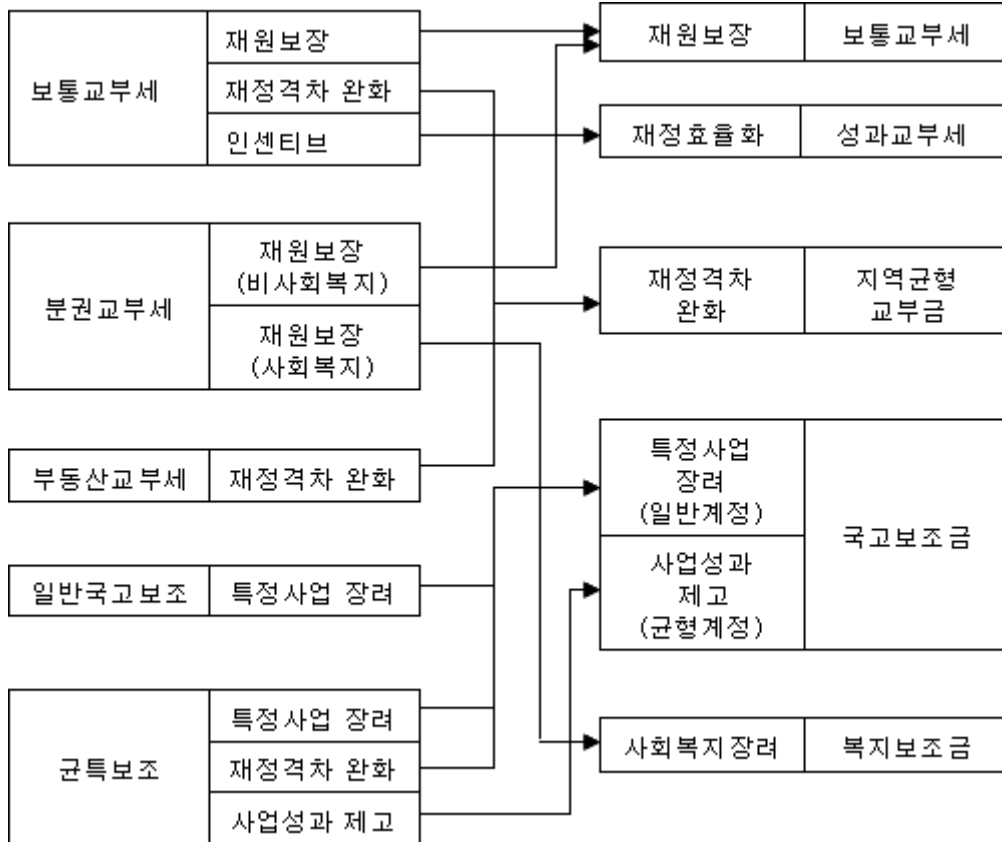 보통교부세
재원보장
재정격차 완화
인센티브
분권교부세
재원보장
(비사회복지)
재원보장
(사회복지)
부동산교부세
재정격차 완화
일반국고보조
특정사업 장려
균특보조
특정사업 장려
재정격차 완화
사업성과 제고
재원보장
보통교부세
재정효율화
성과교부세
재정격차
완화
지역균형
교부금
특정사업
장려
(일반계정)
사업성과
제고
(균형계정)
국고보조금
사회복지장려
복지보조금